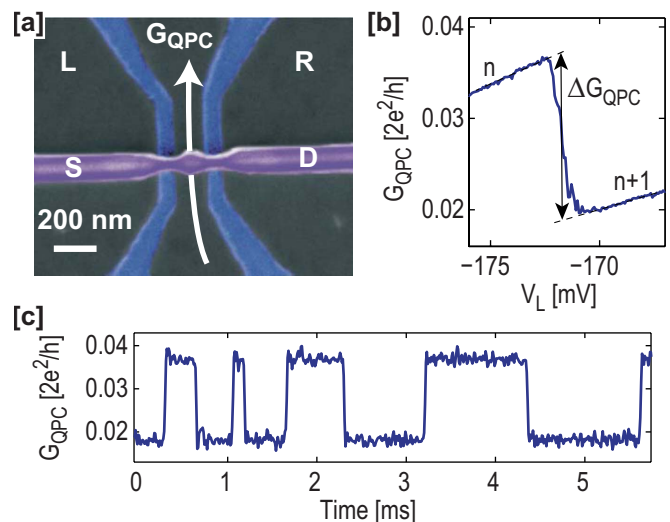 [a]
L
G_QPC
R
S
D
200 nm
[b]
G_QPC [2e²/h]
0.04
0.03
0.02
n
ΔG_QPC
n+1
−175
−170
V_L [mV]
[c]
G_QPC [2e²/h]
0.04
0.03
0.02
0
1
2
3
4
5
Time [ms]